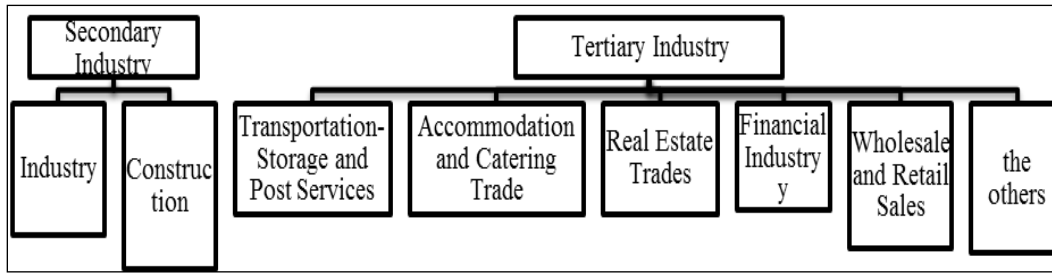 Secondary
Industry
Tertiary Industry
Industry
Construc
tion
Transportation-
Storage and
Post Services
Accommodation
and Catering
Trade
Real Estate
Trades
Financial
Industr
y
Wholesale
and Retail
Sales
the
others